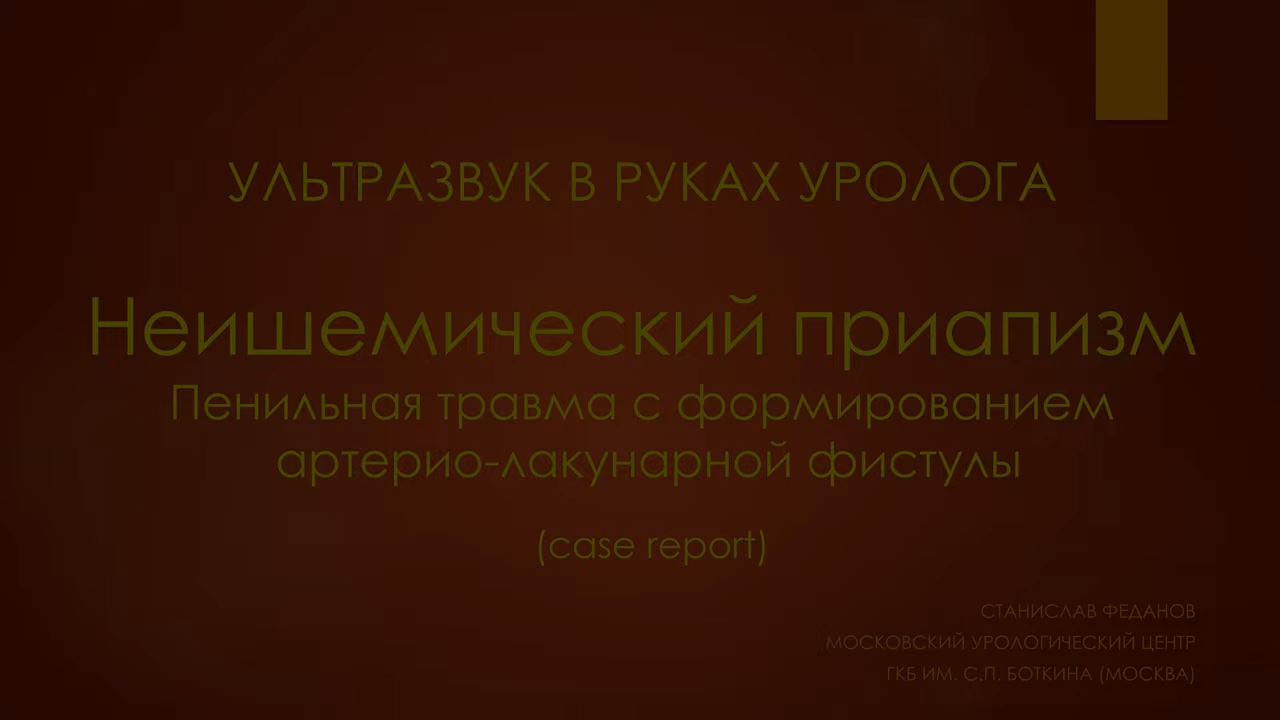 УЛЬТРАЗВУК В РУКАХ УРОЛОГА
Неишемический приапизм
Пенильная травма с формированием
артерио-лакунарной фистулы
(case report)
СТАНИСЛАВ ФЕДАНОВ
МОСКОВСКИЙ УРОЛОГИЧЕСКИЙ ЦЕНТР
ГКБ ИМ. С.П. БОТКИНА (МОСКВА)